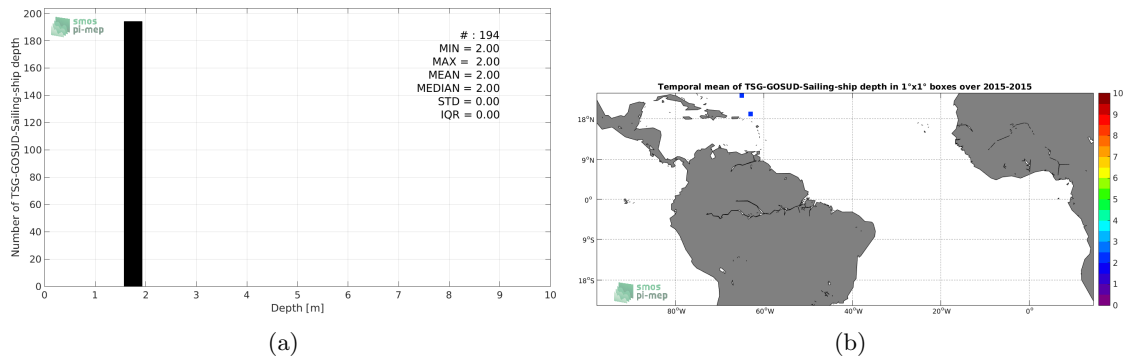 smos
pi-mep
# : 194
MIN = 2.00
MAX = 2.00
MEAN = 2.00
MEDIAN = 2.00
STD = 0.00
IQR = 0.00
Number of TSG-GOSUD-Sailing-ship depth
200
180
160
140
120
100
80
60
40
20
0
0 1 2 3 4 5 6 7 8 9 10
Depth [m]
(a)
Temporal mean of TSG-GOSUD-Sailing-ship depth in 1°x1° boxes over 2015-2015
18°N
9°N
0°
9°S
18°S
smos
pi-mep
80°W 60°W 40°W 20°W 0°
10
9
8
7
6
5
4
3
2
1
0
(b)